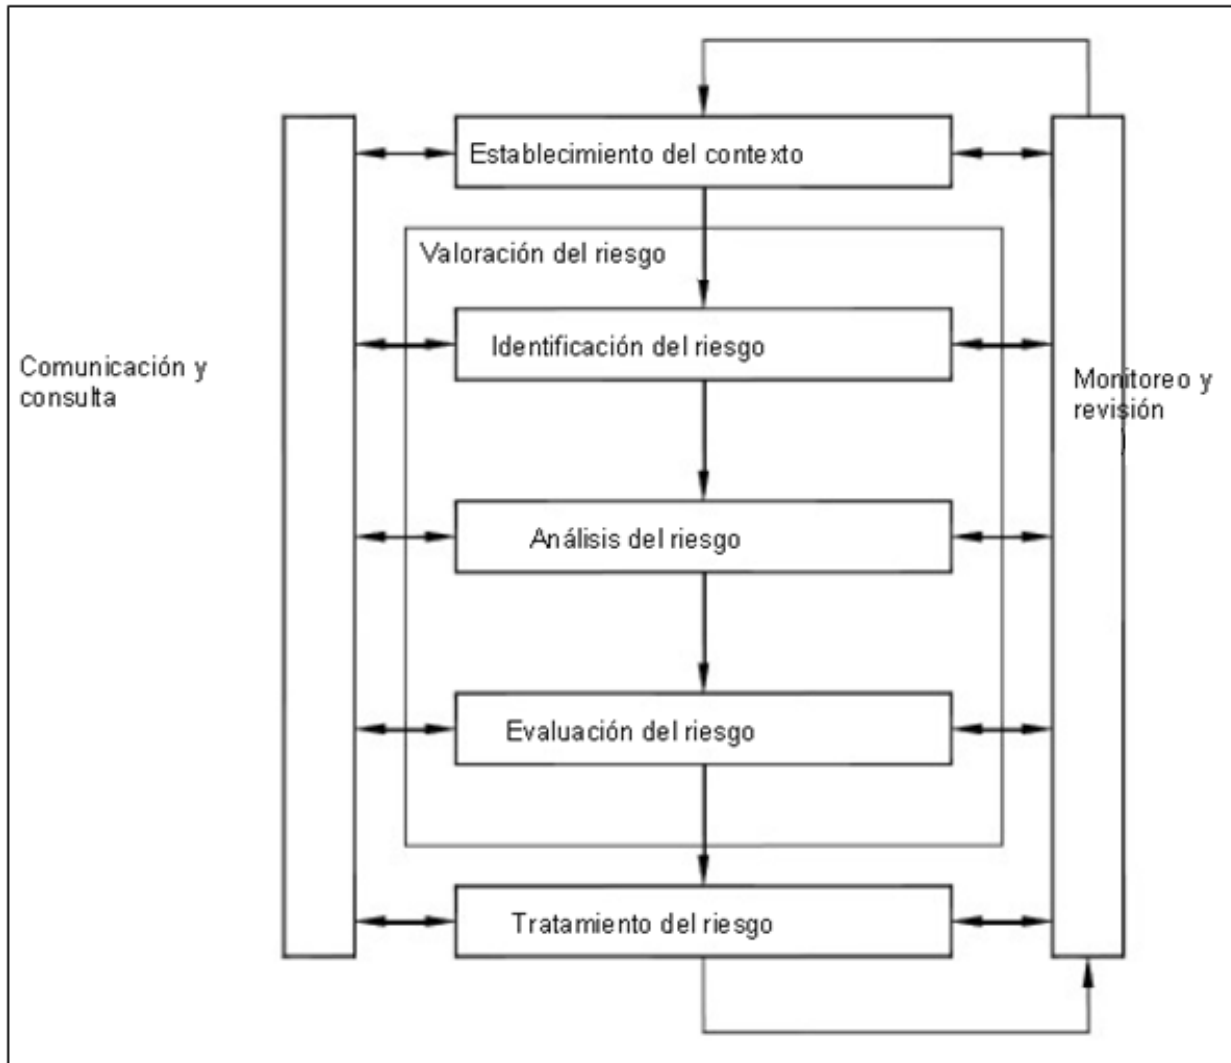 Establecimiento del contexto
Valoración del riesgo
Identificación del riesgo
Comunicación y
consulta
Monitoreo y
revisión
)
Análisis del riesgo
Evaluación del riesgo
Tratamiento del riesgo